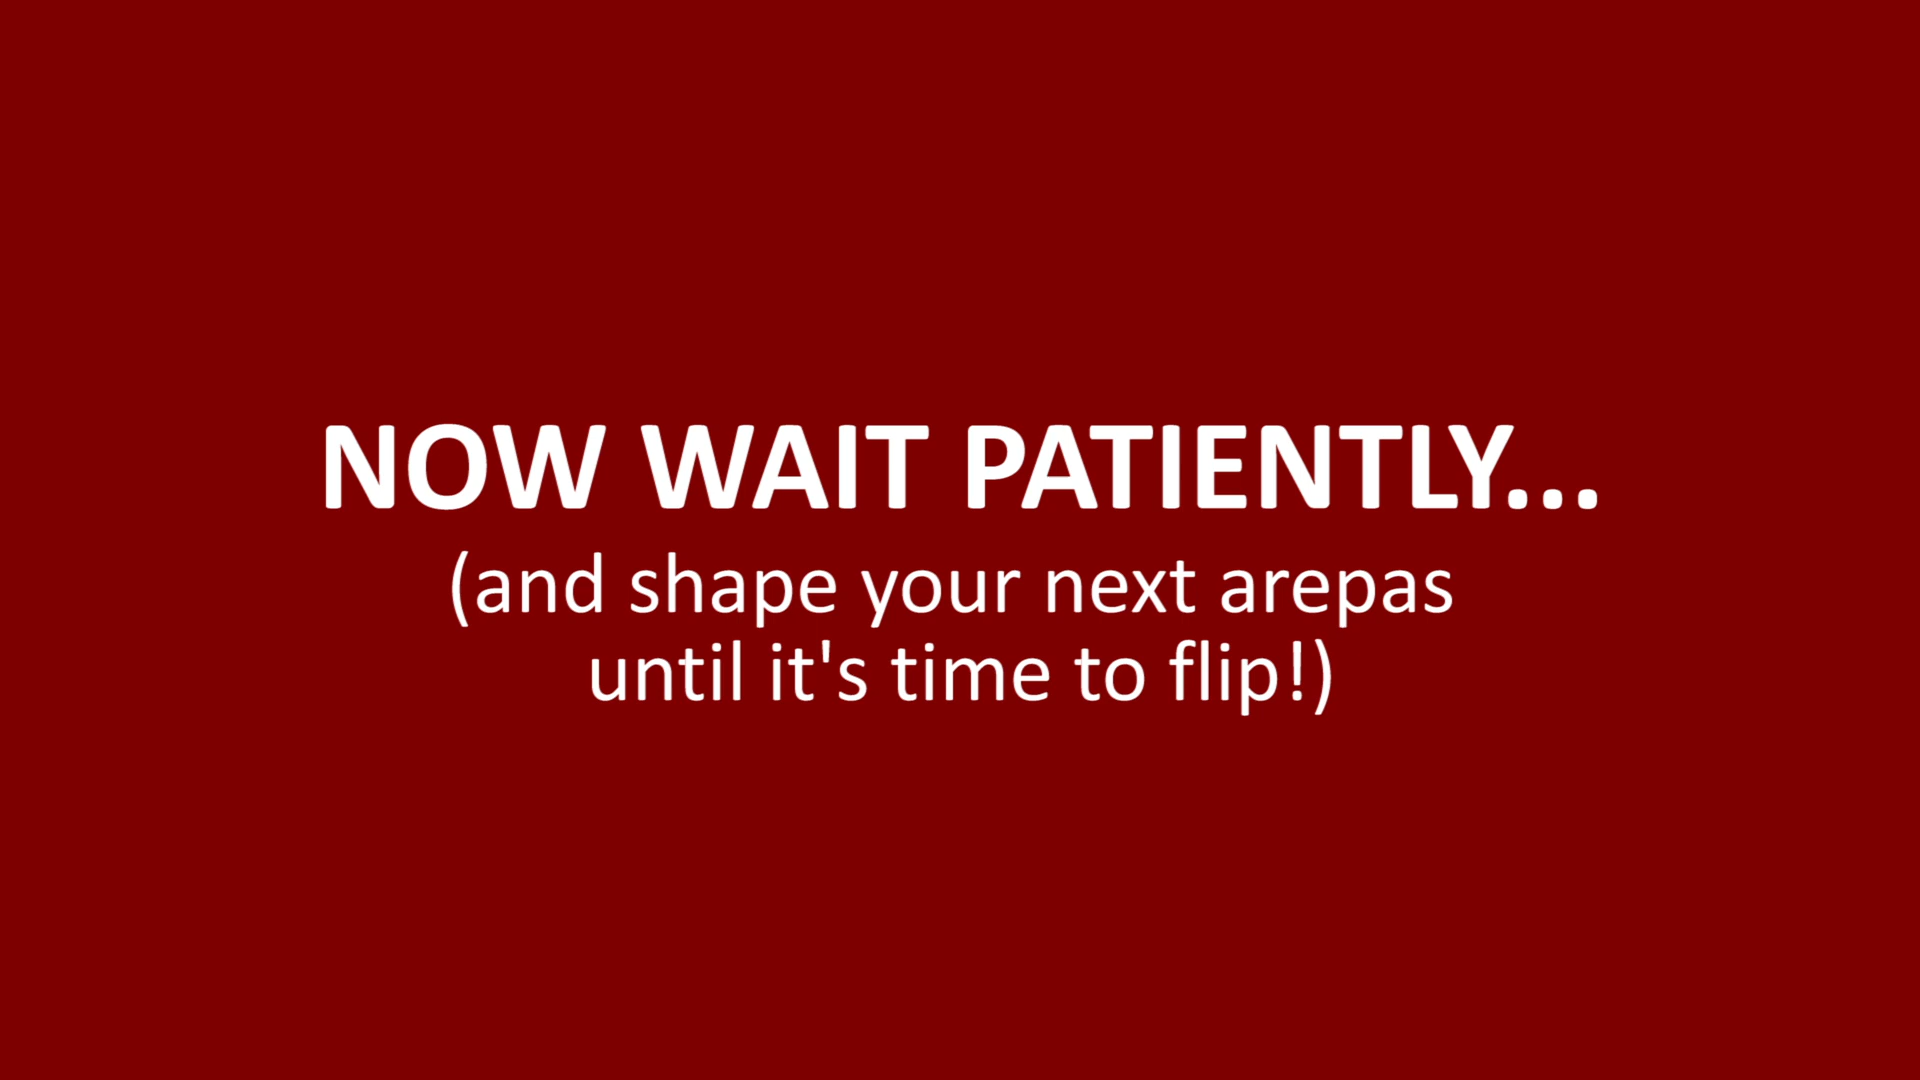 NOW WAIT PATIENTLY...
(and shape your next arepas
until it's time to flip!)